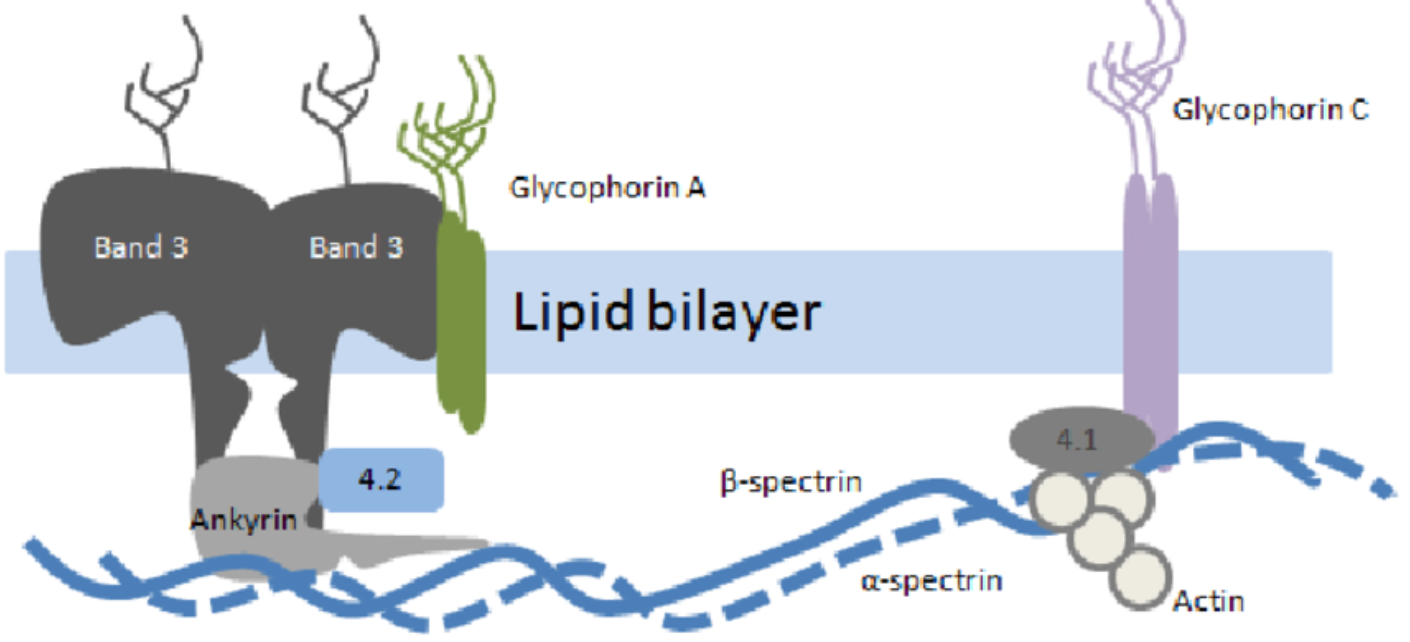 Glycophorin C
Glycophorin A
Band 3
Band 3
Lipid bilayer
4.1
4.2
β-spectrin
Ankyrin
α-spectrin
Actin